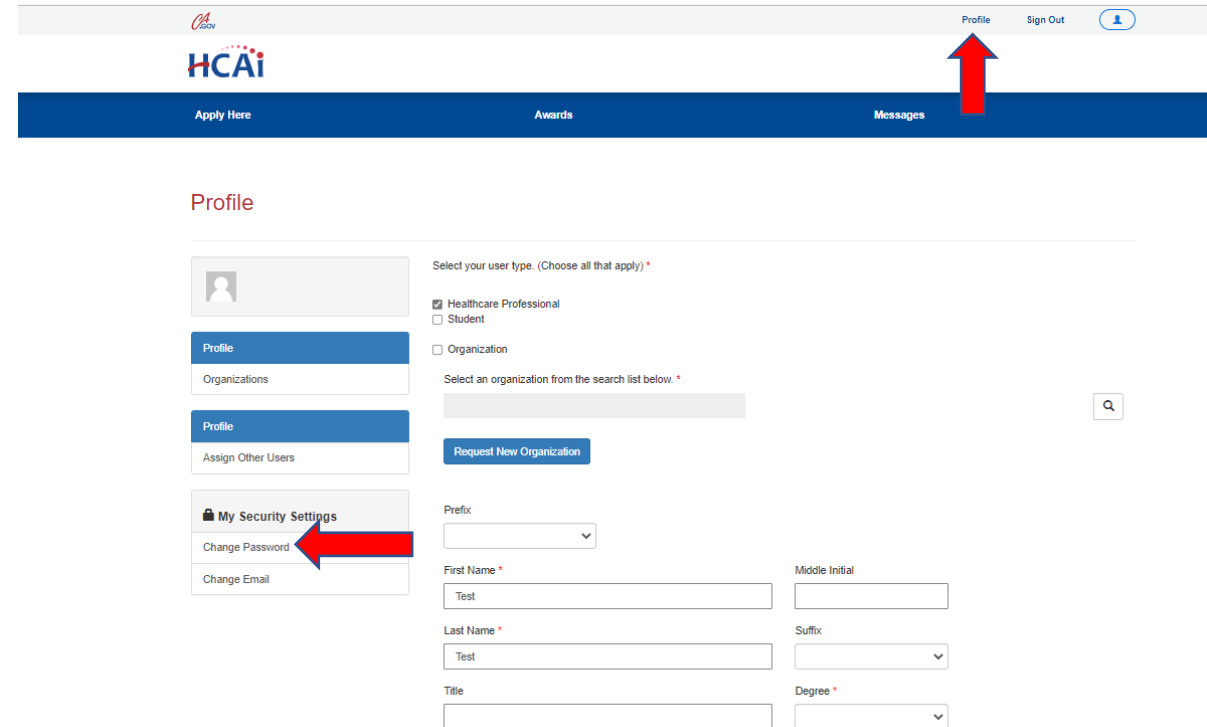 CA.GOV
Profile Sign Out
HCAi
Apply Here Awards Messages
Profile
Profile
Organizations
Profile
Assign Other Users
My Security Settings
Change Password
Change Email
Select your user type. (Choose all that apply) *
Healthcare Professional
Student
Organization
Select an organization from the search list below. *
Request New Organization
Prefix
First Name * Middle Initial
Test
Last Name * Suffix
Test
Title Degree *